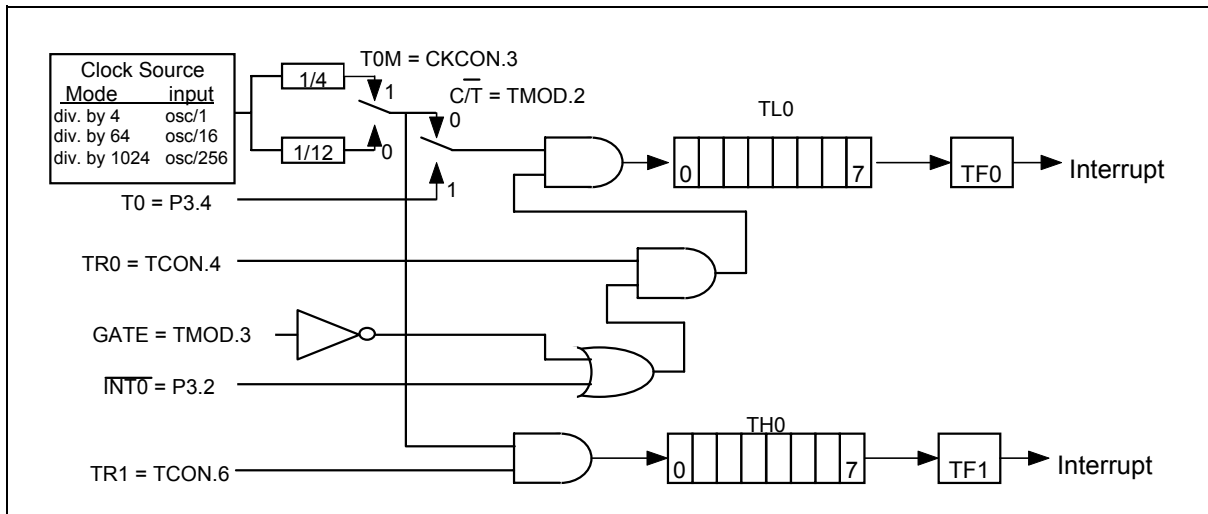 Clock Source
Mode input
div. by 4 osc/1
div. by 64 osc/16
div. by 1024 osc/256
1/4
1/12
T0M = CKCON.3
1
0
C/T = TMOD.2
0
1
T0 = P3.4
TL0
0 7
TF0
Interrupt
TR0 = TCON.4
GATE = TMOD.3
INT0 = P3.2
TR1 = TCON.6
TH0
0 7
TF1
Interrupt